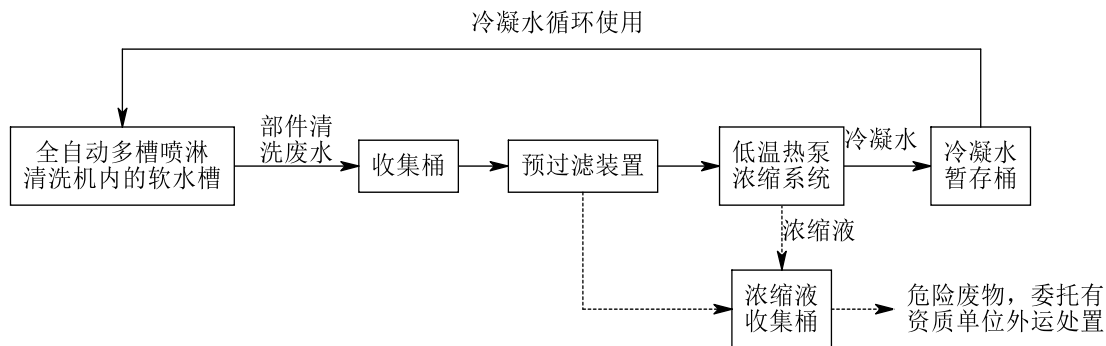 冷凝水循环使用
全自动多槽喷淋
清洗机内的软水槽
部件清
洗废水
收集桶
预过滤装置
低温热泵
浓缩系统
冷凝水
冷凝水
暂存桶
浓缩液
浓缩液
收集桶
危险废物，委托有
资质单位外运处置